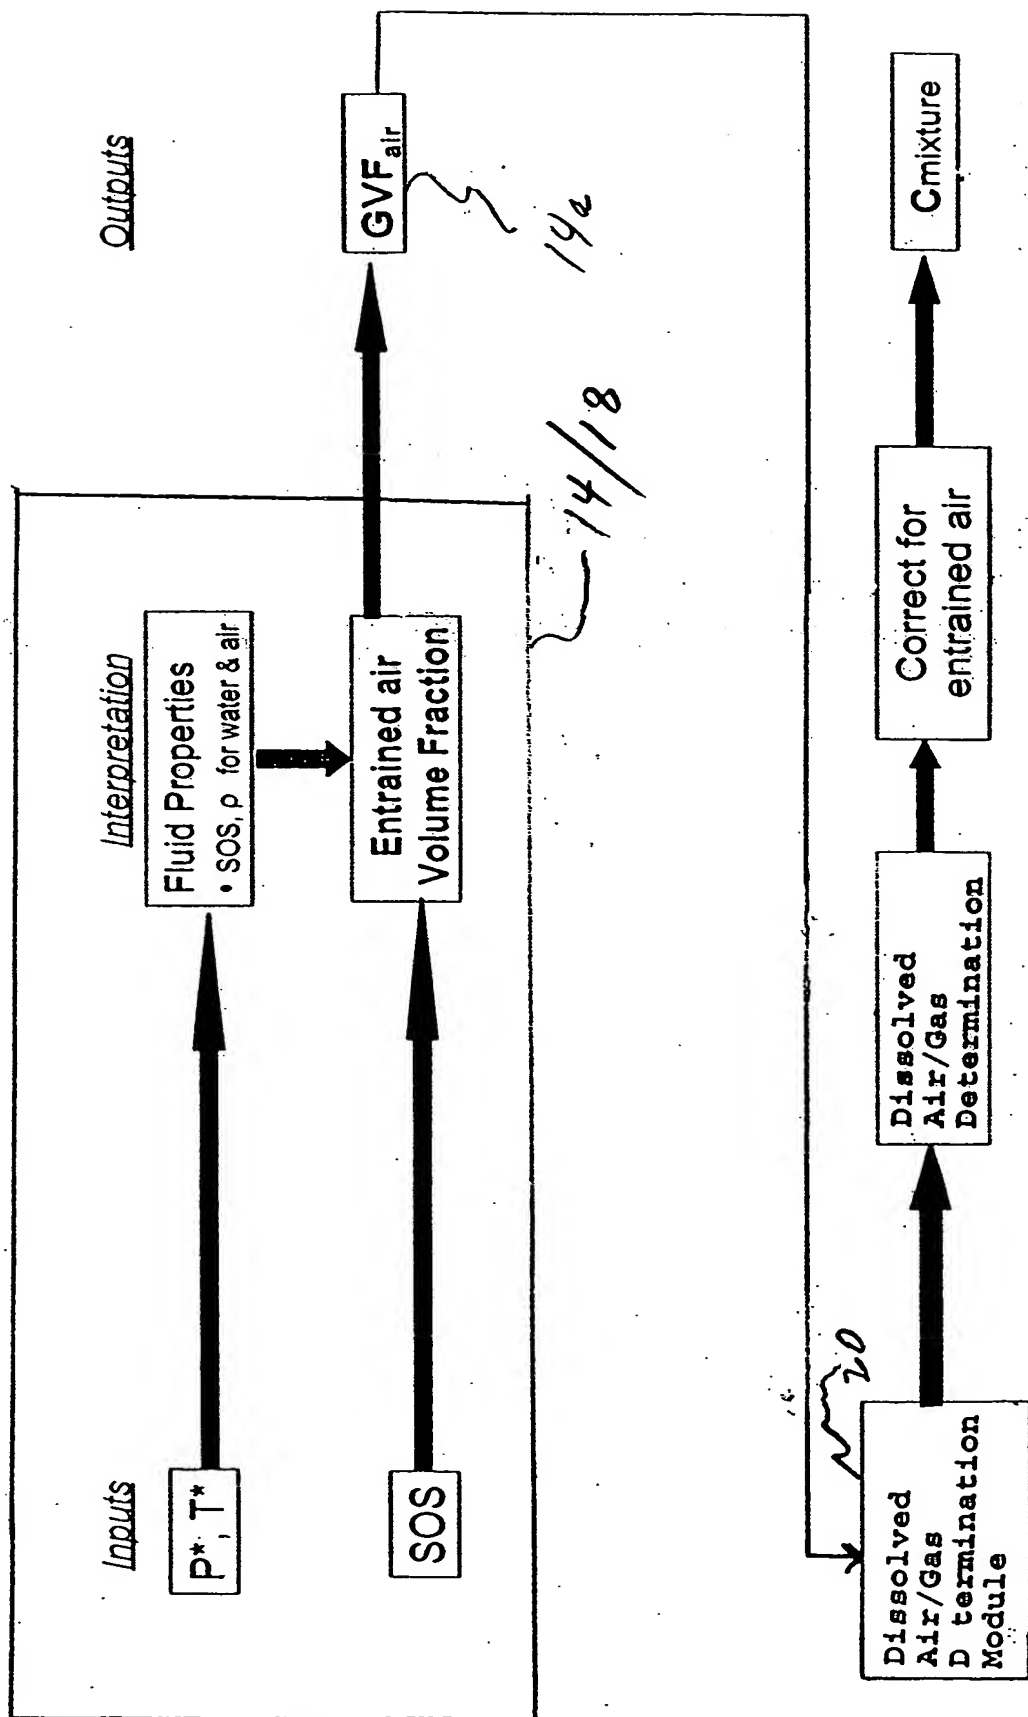 Inputs
Interpretation
Outputs
P*, T*
Fluid Properties
• SOS, ρ for water & air
SOS
Entrained air
Volume Fraction
GVFair
14a
14/18
20
Dissolved
Air/Gas
D termination
Module
Dissolved
Air/Gas
Determination
Correct for
entrained air
Cmixture